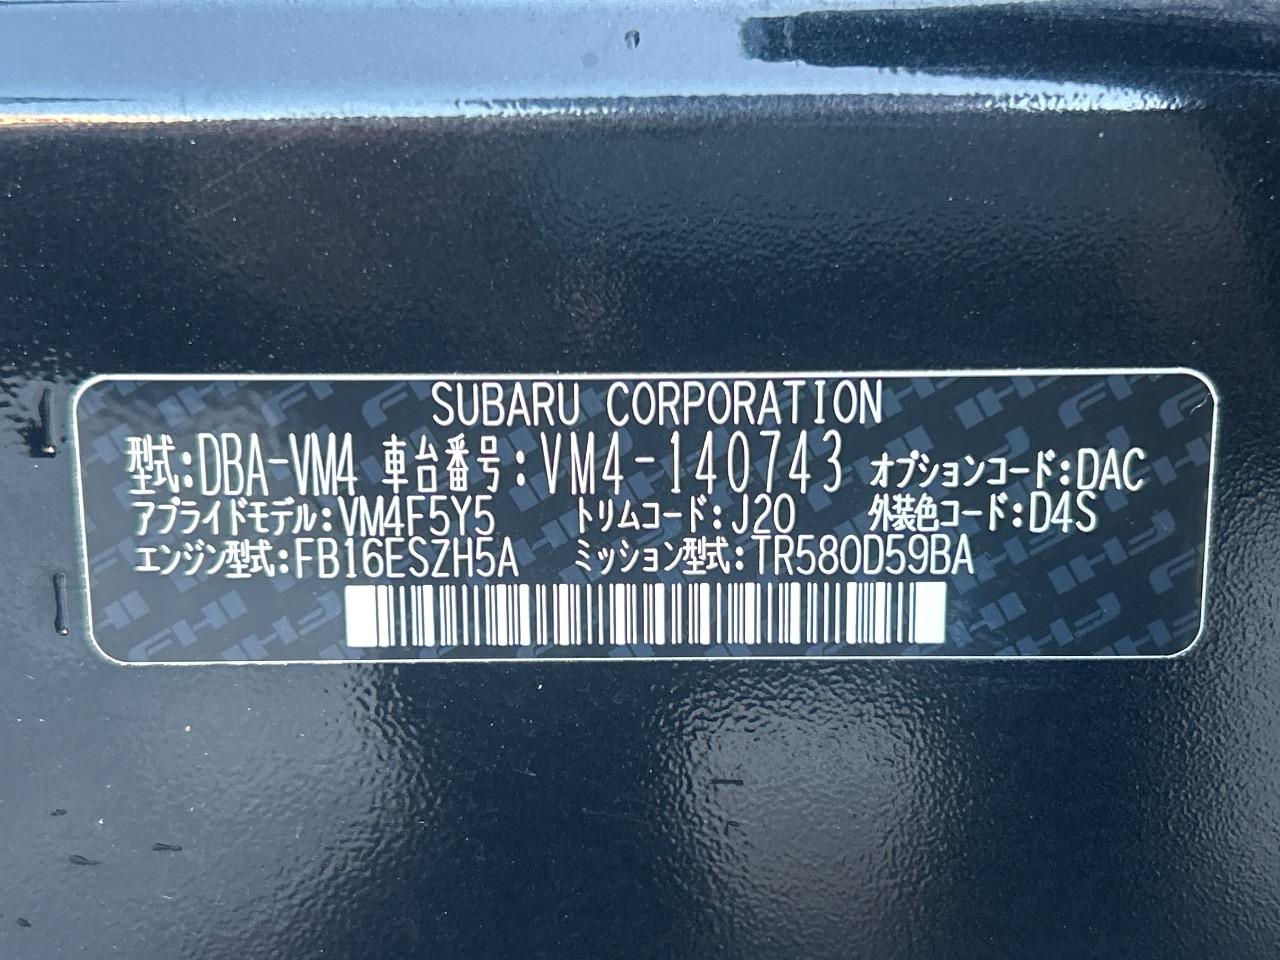 SUBARU CORPORATION
型式:DBA-VM4 車台番号:VM4-140743 オプションコード:DAC
アプライドモデル:VM4F5Y5 トリムコード:J20 外装色コード:D4S
エンジン型式:FB16ESZH5A ミッション型式:TR580D59BA